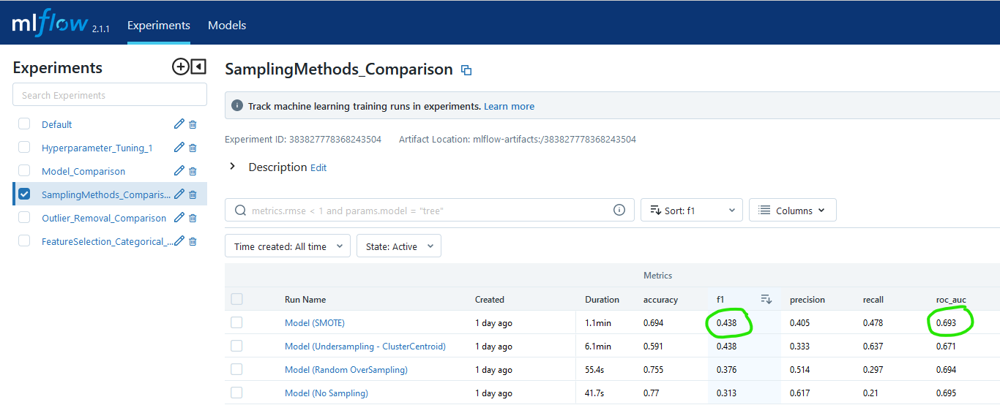 mlflow 2.1.1 Experiments Models
Experiments
Search Experiments
Default
Hyperparameter_Tuning_1
Model_Comparison
SamplingMethods_Comparis...
Outlier_Removal_Comparison
FeatureSelection_Categorical_...
SamplingMethods_Comparison
Track machine learning training runs in experiments. Learn more
Experiment ID: 383827778368243504 Artifact Location: mlflow-artifacts:/383827778368243504
Description Edit
metrics.rmse < 1 and params.model = "tree" Sort: f1 Columns
Time created: All time State: Active
Metrics
Run Name Created Duration accuracy f1 precision recall roc_auc
Model (SMOTE) 1 day ago 1.1min 0.694 0.438 0.405 0.478 0.693
Model (Undersampling - ClusterCentroid) 1 day ago 6.1min 0.591 0.438 0.333 0.637 0.671
Model (Random OverSampling) 1 day ago 55.4s 0.755 0.376 0.514 0.297 0.694
Model (No Sampling) 1 day ago 41.7s 0.77 0.313 0.617 0.21 0.695